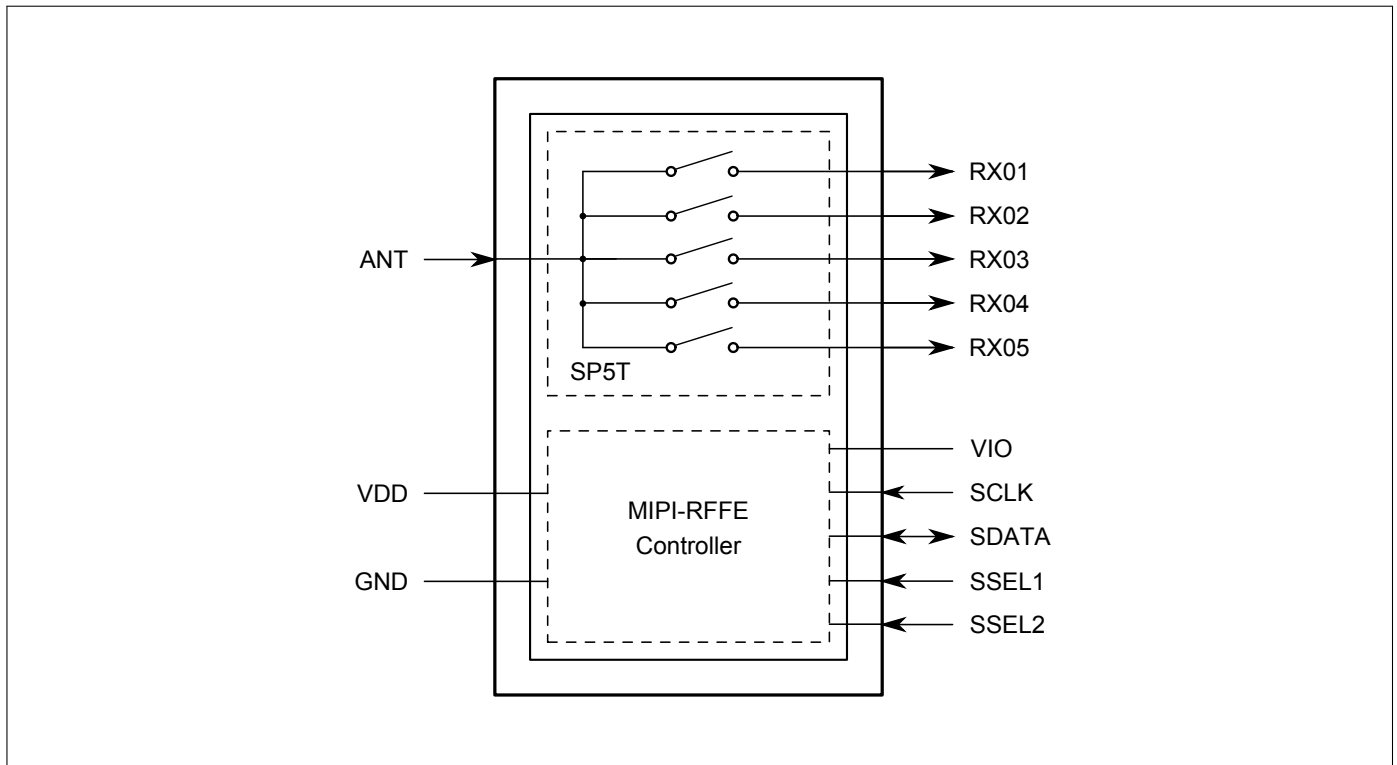 RX01
RX02
ANT
RX03
RX04
RX05
SP5T
VIO
VDD
SCLK
MIPI-RFFE
Controller
SDATA
GND
SSEL1
SSEL2